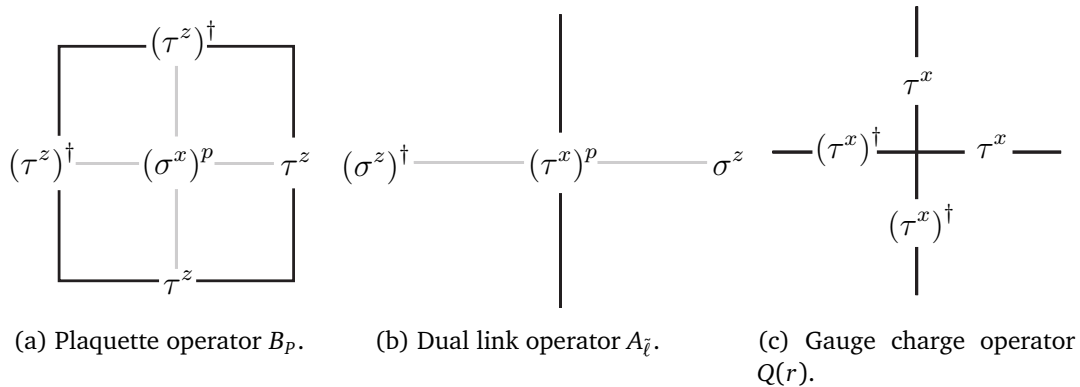 (τ^z)^†
(τ^z)^† (σ^x)^p τ^z
τ^z
(σ^z)^† (τ^x)^p σ^z
τ^x
(τ^x)^† τ^x
(τ^x)^†
(a) Plaquette operator B_P.
(b) Dual link operator A_ℓ̃.
(c) Gauge charge operator
Q(r).